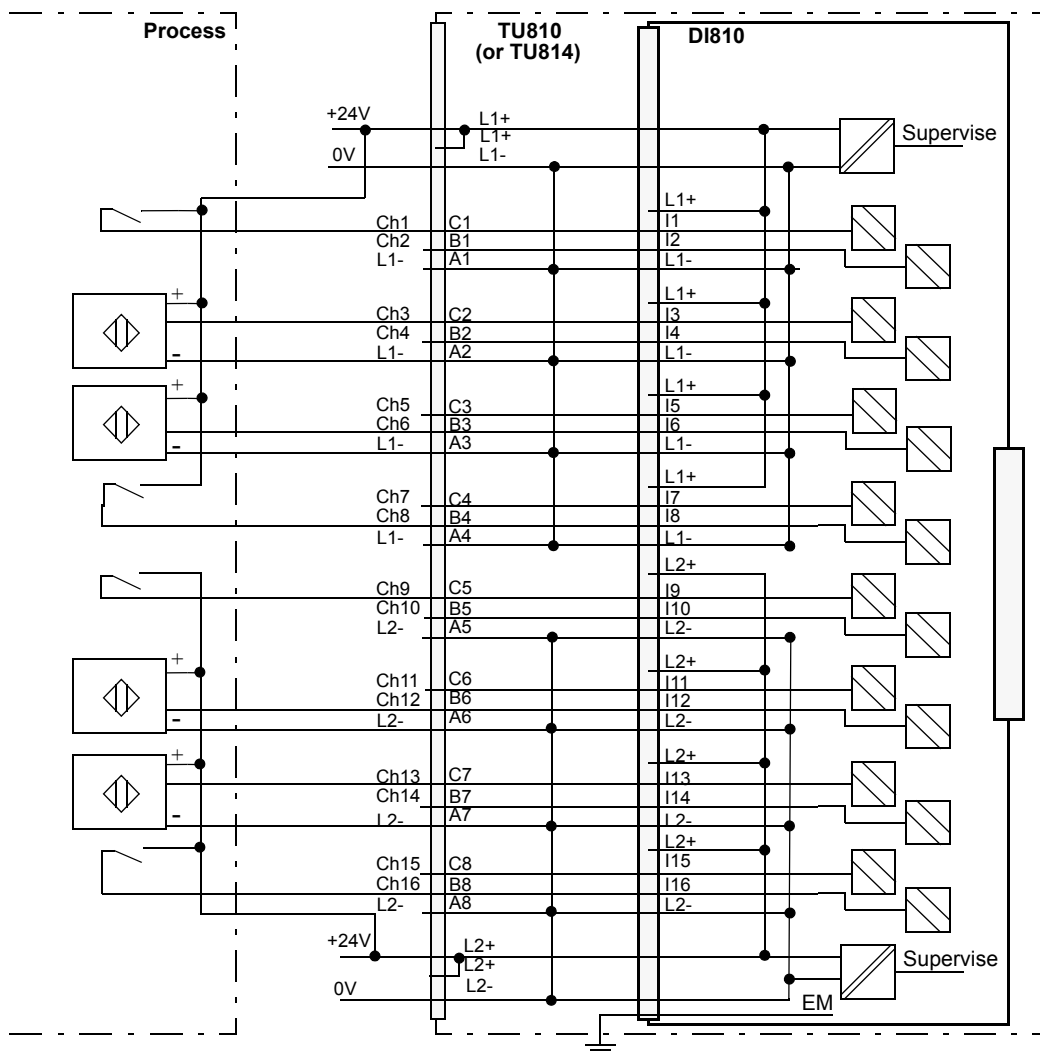 Process
TU810
(or TU814)
DI810
+24V
L1+
L1+
0V
L1-
Supervise
L1+
Ch1 C1 I1
Ch2 B1 I2
L1- A1 L1-
+
L1+
Ch3 C2 I3
Ch4 B2 I4
- L1- A2 L1-
+
L1+
Ch5 C3 I5
Ch6 B3 I6
- L1- A3 L1-
L1+
Ch7 C4 I7
Ch8 B4 I8
L1- A4 L1-
L2+
Ch9 C5 I9
Ch10 B5 I10
L2- A5 L2-
+
L2+
Ch11 C6 I11
Ch12 B6 I12
- L2- A6 L2-
+
L2+
Ch13 C7 I13
Ch14 B7 I14
- L2- A7 L2-
L2+
Ch15 C8 I15
Ch16 B8 I16
L2- A8 L2-
+24V
L2+
L2+
0V
L2-
Supervise
EM